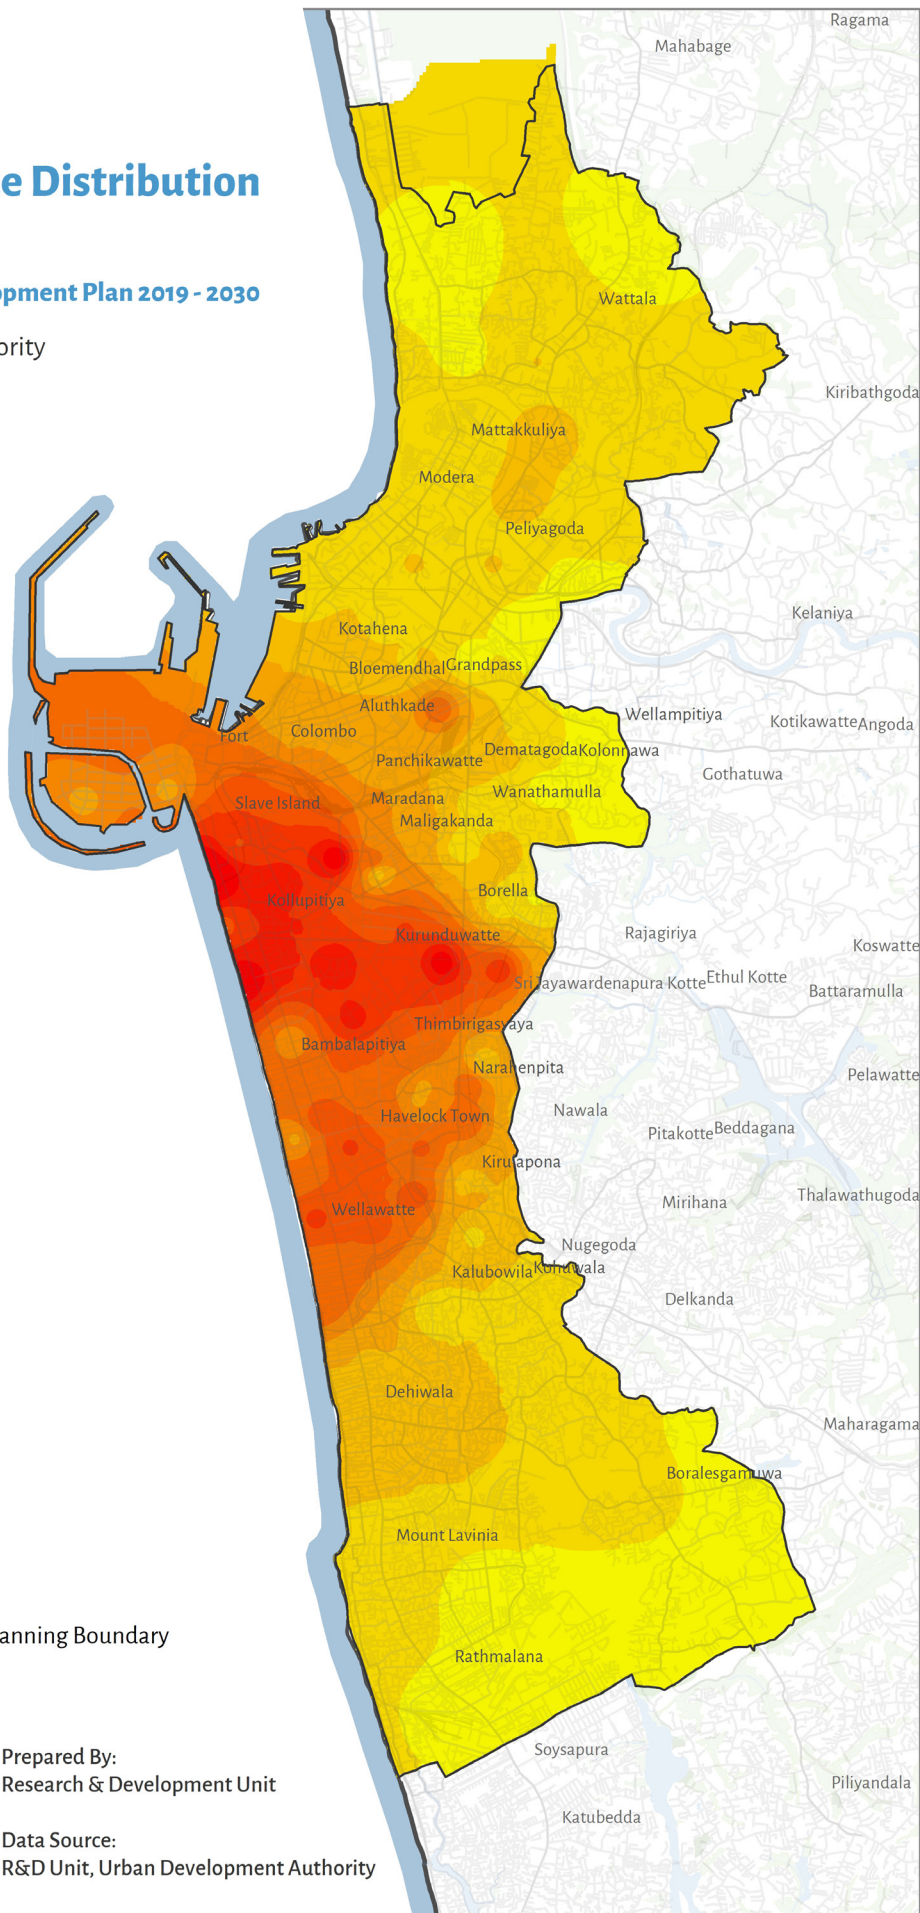 Ragama
Mahabage
e Distribution
opment Plan 2019 - 2030
Wattala
ority
Kiribathgoda
Mattakkuliya
Modera
Peliyagoda
Kelaniya
Kotahena
Bloemendhal
Grandpass
Aluthkade
Wellampitiya
Kotikawatte
Angoda
Fort
Colombo
Dematagoda
Kolonnawa
Panchikawatte
Gothatuwa
Wanathamulla
Slave Island
Maradana
Maligakanda
Borella
Kollupitiya
Kurunduwatte
Rajagiriya
Koswatte
Sri Jayawardenapura Kotte
Ethul Kotte
Battaramulla
Thimbirigasyaya
Bambalapitiya
Narahenpita
Pelawatte
Havelock Town
Nawala
Pitakotte
Beddagana
Kirulapona
Mirihana
Thalawathugoda
Wellawatte
Nugegoda
Kalubowila
Kohuwala
Delkanda
Dehiwala
Maharagama
Boralesgamuwa
Mount Lavinia
anning Boundary
Rathmalana
Soysapura
Prepared By:
Research & Development Unit
Piliyandala
Katubedda
Data Source:
R&D Unit, Urban Development Authority